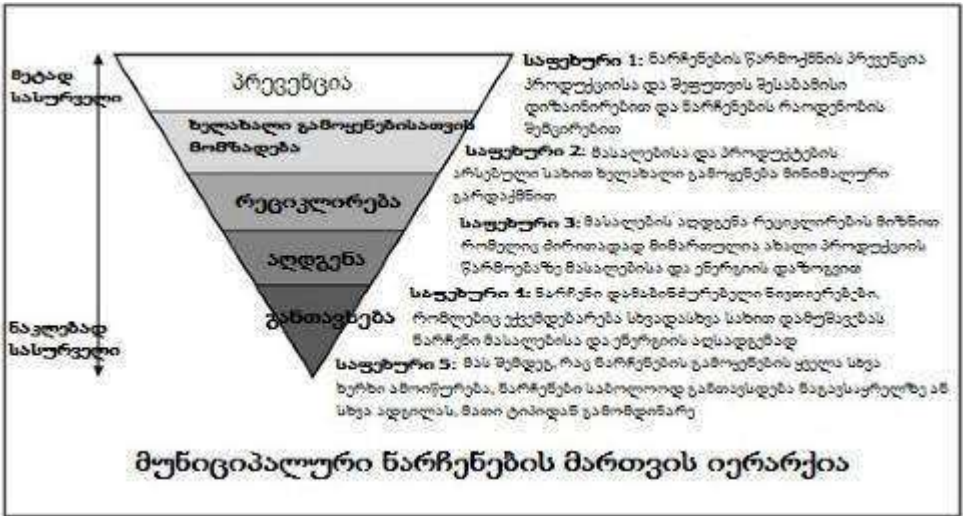 მეტად
სასურველი
პრევენცია
ხელახალი გამოყენებისათვის
მომზადება
რეციკლირება
აღდგენა
განთავსება
ნაკლებად
სასურველი
საფეხური 1: ნარჩენების წარმოქმნის პრევენცია
პროდუქციისა და შეფუთვის შესაბამისი
დიზაინირებით და ნარჩენების რაოდენობის
შემცირებით
საფეხური 2: მასალებისა და პროდუქტების
არსებული სახით ხელახალი გამოყენება მინიმალური
გარდაქმნით
საფეხური 3: მასალების აღდგენა რეციკლირების მიზნით
რომელიც ძირითადად მიმართულია ახალი პროდუქციის
წარმოებაზე მასალებისა და ენერგიის დაზოგვით
საფეხური 4: ნარჩენი დანაბინძურებელი ნივთიერებები,
რომლებიც ექვემდებარება სხვადასხვა სახით დამუშავებას
ნარჩენი მასალებისა და ენერგიის აღსადგენად
საფეხური 5: მას შემდეგ, რაც ნარჩენების გამოყენების ყველა სხვა
ხერხი ამოიწურება, ნარჩენები საბოლოოდ განთავსდება ნაგავსაყრელზე ან
სხვა ადგილას, მათი ტიპიდან გამომდინარე
მუნიციპალური ნარჩენების მართვის იერარქია